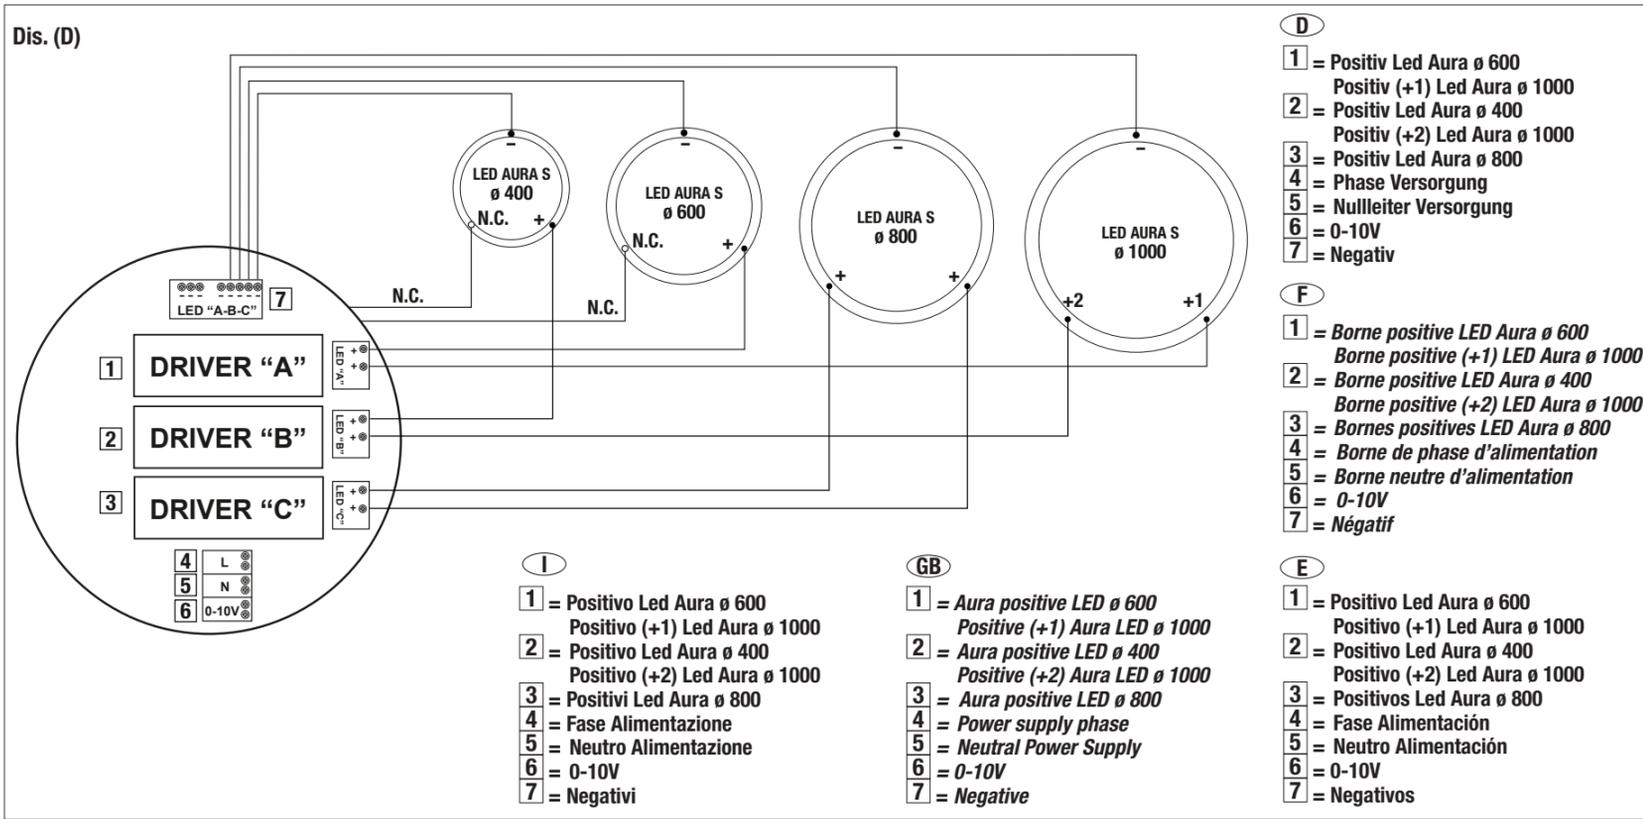 Dis. (D)
LED AURA S
ø 400
–
N.C.
+
LED AURA S
ø 600
–
N.C.
+
LED AURA S
ø 800
–
+
+
LED AURA S
ø 1000
–
+2
+1
N.C.
N.C.
– – – – – – – –
LED “A-B-C”
7
1
DRIVER “A”
LED “A”
+
+
2
DRIVER “B”
LED “B”
+
+
3
DRIVER “C”
LED “C”
+
+
4 L
5 N
6 0-10V
I
1 = Positivo Led Aura ø 600
Positivo (+1) Led Aura ø 1000
2 = Positivo Led Aura ø 400
Positivo (+2) Led Aura ø 1000
3 = Positivi Led Aura ø 800
4 = Fase Alimentazione
5 = Neutro Alimentazione
6 = 0-10V
7 = Negativi
GB
1 = Aura positive LED ø 600
Positive (+1) Aura LED ø 1000
2 = Aura positive LED ø 400
Positive (+2) Aura LED ø 1000
3 = Aura positive LED ø 800
4 = Power supply phase
5 = Neutral Power Supply
6 = 0-10V
7 = Negative
D
1 = Positiv Led Aura ø 600
Positiv (+1) Led Aura ø 1000
2 = Positiv Led Aura ø 400
Positiv (+2) Led Aura ø 1000
3 = Positiv Led Aura ø 800
4 = Phase Versorgung
5 = Nullleiter Versorgung
6 = 0-10V
7 = Negativ
F
1 = Borne positive LED Aura ø 600
Borne positive (+1) LED Aura ø 1000
2 = Borne positive LED Aura ø 400
Borne positive (+2) LED Aura ø 1000
3 = Bornes positives LED Aura ø 800
4 = Borne de phase d’alimentation
5 = Borne neutre d’alimentation
6 = 0-10V
7 = Négatif
E
1 = Positivo Led Aura ø 600
Positivo (+1) Led Aura ø 1000
2 = Positivo Led Aura ø 400
Positivo (+2) Led Aura ø 1000
3 = Positivos Led Aura ø 800
4 = Fase Alimentación
5 = Neutro Alimentación
6 = 0-10V
7 = Negativos